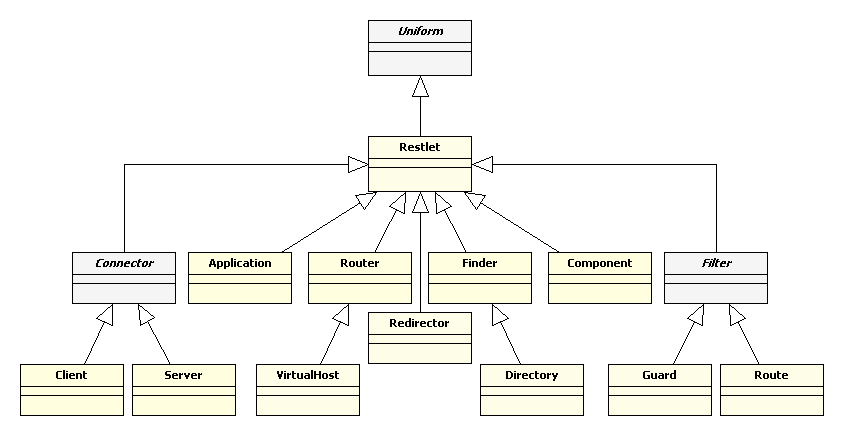 Uniform
Restlet
Connector
Application
Router
Finder
Component
Filter
Redirector
Client
Server
VirtualHost
Directory
Guard
Route